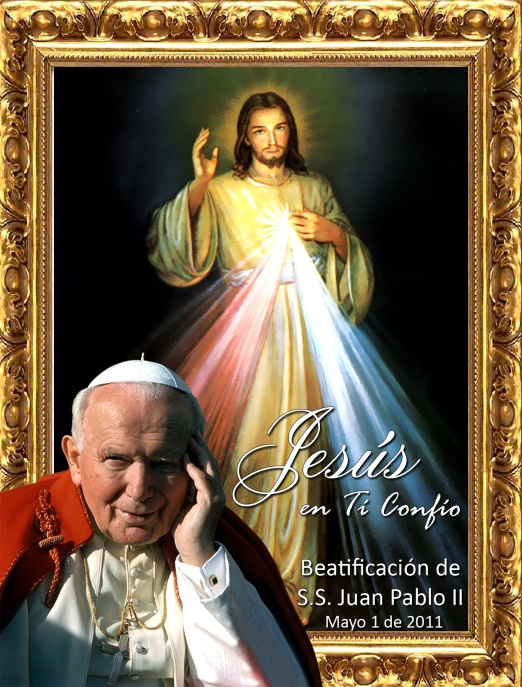 Jesús
en Ti Confío
Beatificación de
S.S. Juan Pablo II
Mayo 1 de 2011